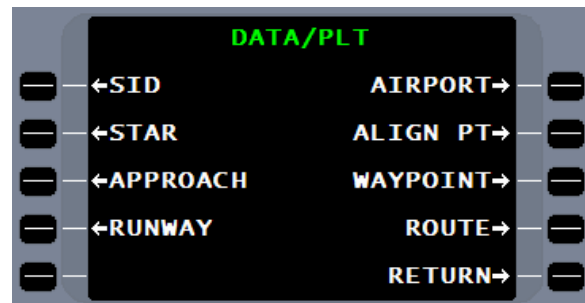 DATA/PLT
←SID AIRPORT→
←STAR ALIGN PT→
←APPROACH WAYPOINT→
←RUNWAY ROUTE→
RETURN→